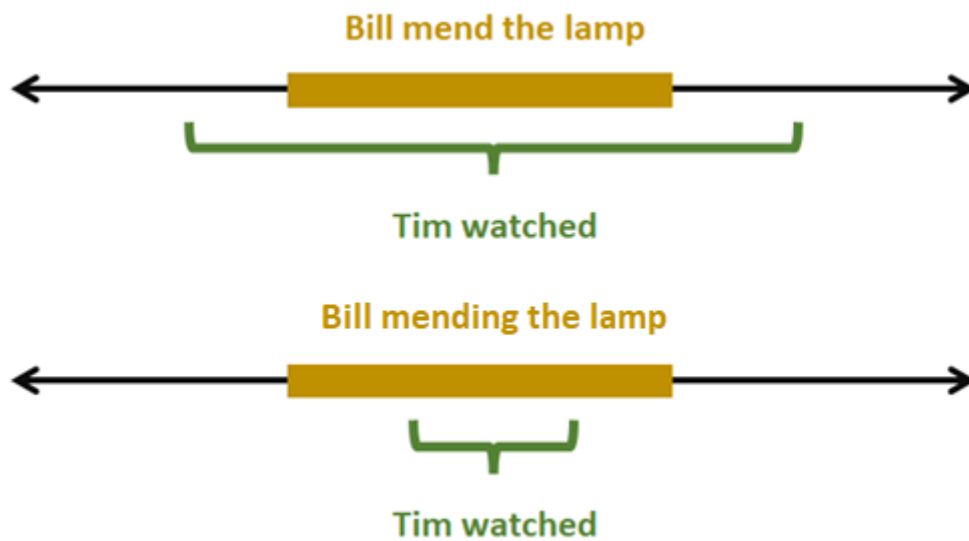 Bill mend the lamp
Tim watched
Bill mending the lamp
Tim watched